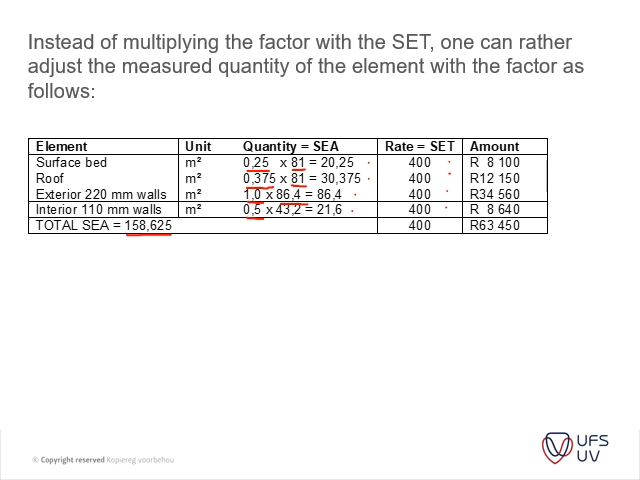 Instead of multiplying the factor with the SET, one can rather
adjust the measured quantity of the element with the factor as
follows:
Element Unit Quantity = SEA Rate = SET Amount
Surface bed m² 0,25 x 81 = 20,25 400 R 8 100
Roof m² 0,375 x 81 = 30,375 400 R12 150
Exterior 220 mm walls m² 1,0 x 86,4 = 86,4 400 R34 560
Interior 110 mm walls m² 0,5 x 43,2 = 21,6 400 R 8 640
TOTAL SEA = 158,625 400 R63 450
© Copyright reserved Kopiereg voorbehou
UFS
UV